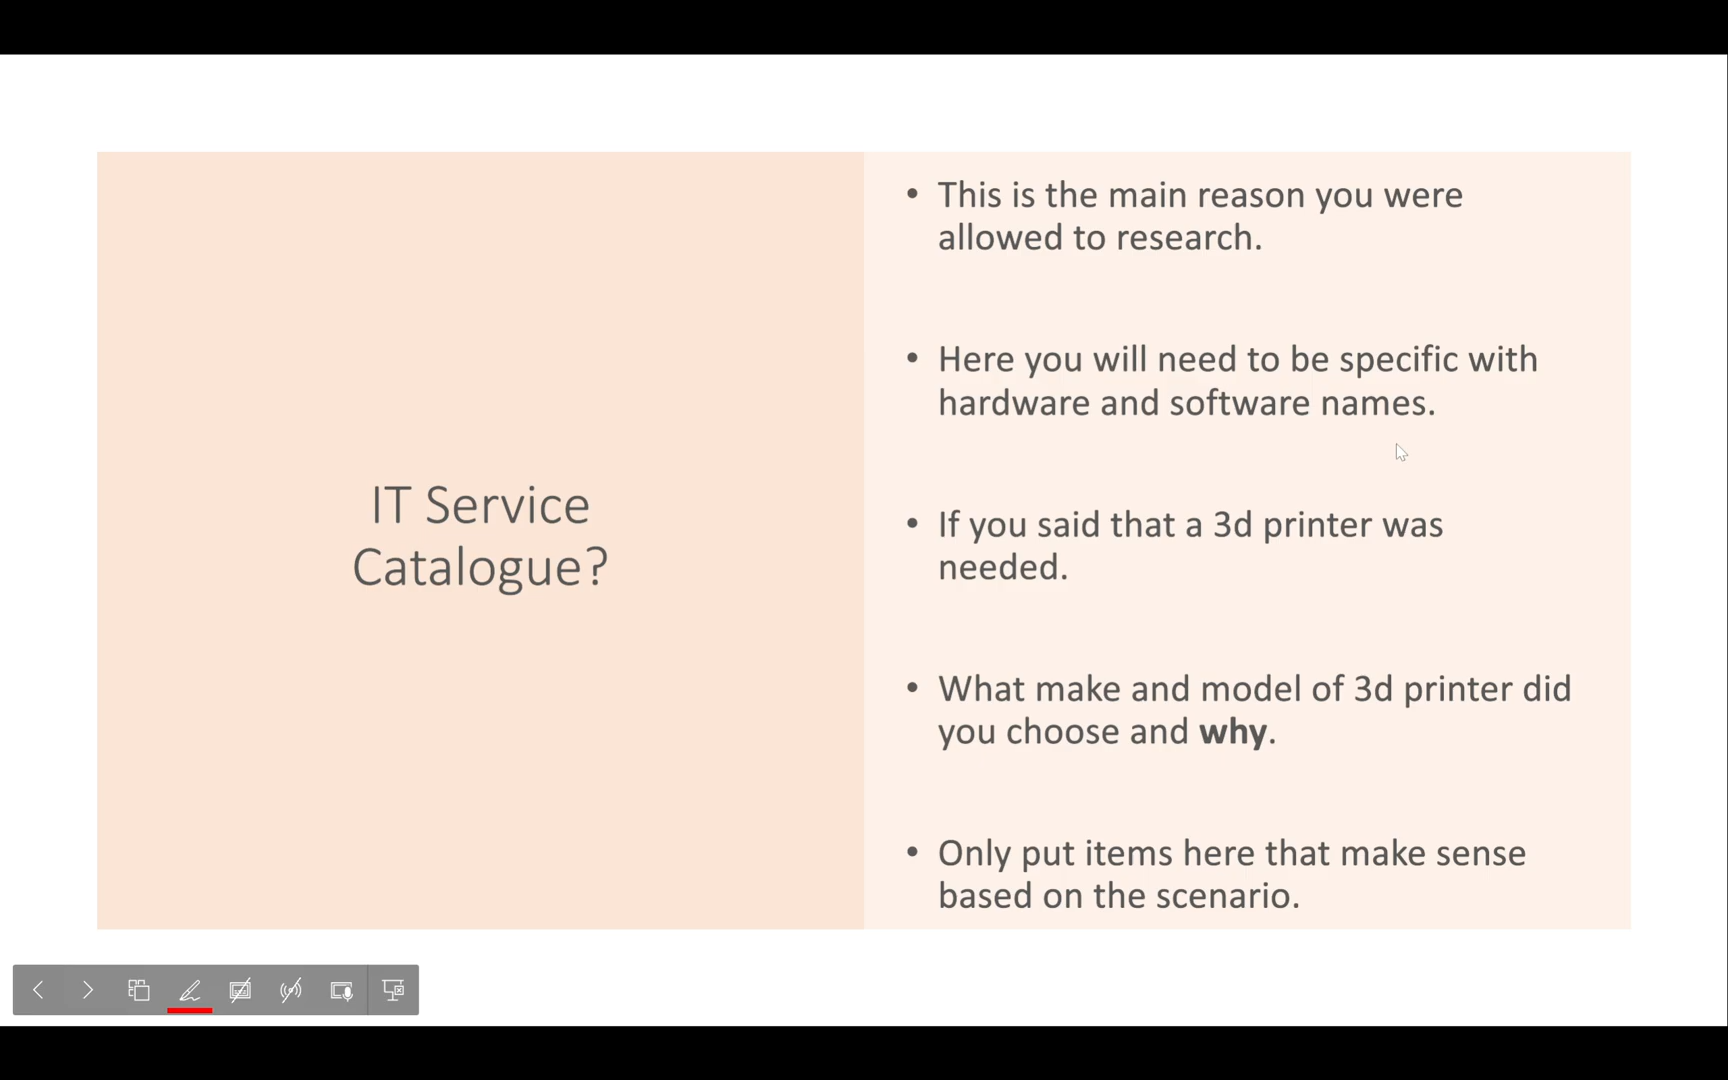 IT Service
Catalogue?
• This is the main reason you were
allowed to research.
• Here you will need to be specific with
hardware and software names.
• If you said that a 3d printer was
needed.
• What make and model of 3d printer did
you choose and why.
• Only put items here that make sense
based on the scenario.